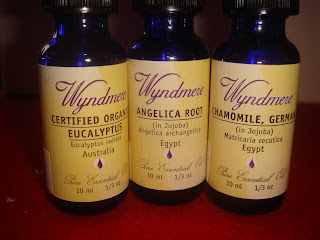 Wyndmere
CERTIFIED ORGANIC
EUCALYPTUS
Eucalyptus radiata
Australia
Pure Essential Oil
10 ml 1/3 oz
Wyndmere
ANGELICA ROOT
(in Jojoba)
Angelica archangelica
Egypt
Pure Essential Oil
10 ml 1/3 oz
Wyndmere
CHAMOMILE, GERMAN
(in Jojoba)
Matricaria recutica
Egypt
Pure Essential Oil
10 ml 1/3 oz